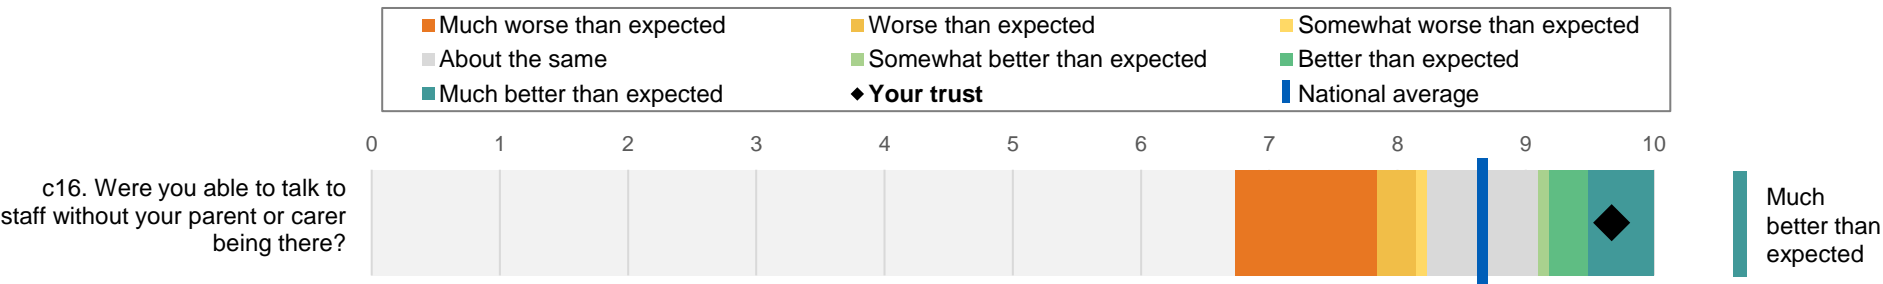 Much worse than expected
Worse than expected
Somewhat worse than expected
About the same
Somewhat better than expected
Better than expected
Much better than expected
Your trust
National average
0 1 2 3 4 5 6 7 8 9 10
c16. Were you able to talk to
staff without your parent or carer
being there?
Much
better than
expected